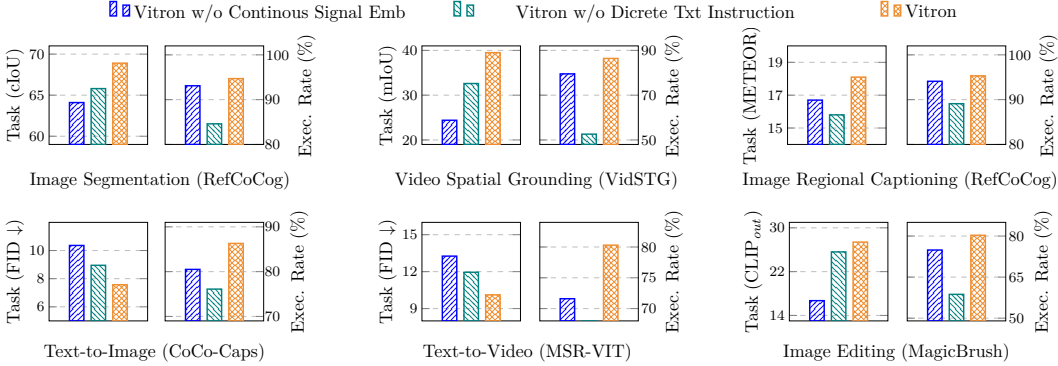 Vitron w/o Continous Signal Emb Vitron w/o Dicrete Txt Instruction Vitron
Task (cIoU) 70 65 60 100 90 80 Exec. Rate (%)
Image Segmentation (RefCoCog)
Task (mIoU) 40 30 20 90 70 50 Exec. Rate (%)
Video Spatial Grounding (VidSTG)
Task (METEOR) 19 17 15 100 90 80 Exec. Rate (%)
Image Regional Captioning (RefCoCog)
Task (FID ↓) 10 8 6 90 80 70 Exec. Rate (%)
Text-to-Image (CoCo-Caps)
Task (FID ↓) 15 12 9 80 75 70 Exec. Rate (%)
Text-to-Video (MSR-VIT)
Task (CLIP_out) 30 22 14 80 65 50 Exec. Rate (%)
Image Editing (MagicBrush)